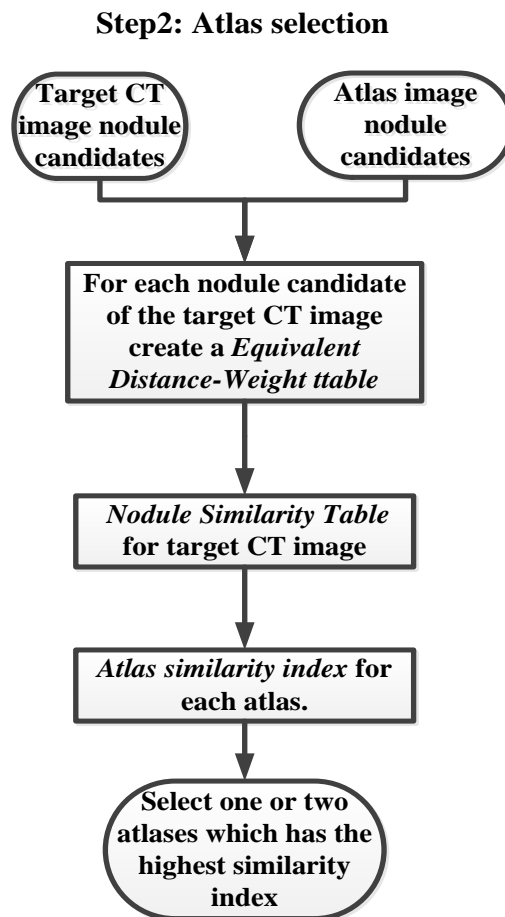 Step2: Atlas selection
Target CT
image nodule
candidates
Atlas image
nodule
candidates
For each nodule candidate
of the target CT image
create a Equivalent
Distance-Weight ttable
Nodule Similarity Table
for target CT image
Atlas similarity index for
each atlas.
Select one or two
atlases which has the
highest similarity
index